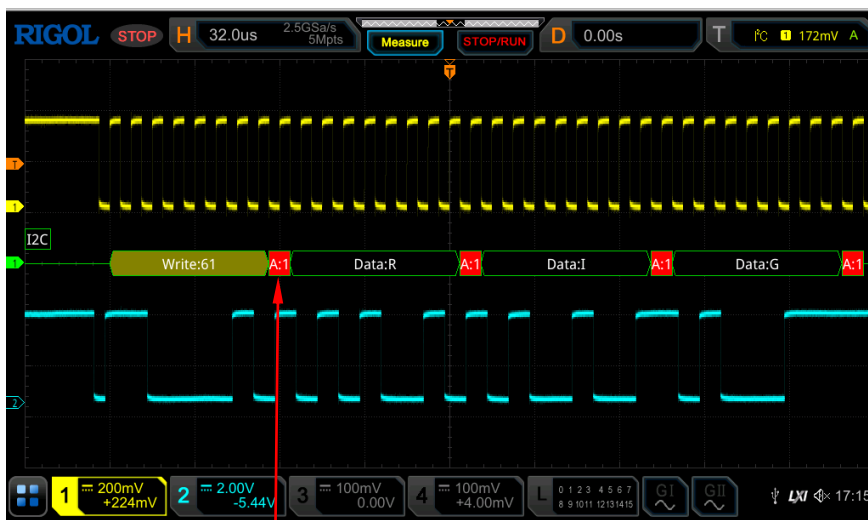 RIGOL STOP H 32.0us 2.5GSa/s 5Mpts Measure STOP/RUN D 0.00s T I²C 1 172mV A
T
T
1
I2C
1 Write:61 A:1 Data:R A:1 Data:I A:1 Data:G A:1
2
1 200mV +224mV 2 2.00V -5.44V 3 100mV 0.00V 4 100mV +4.00mV L 0 1 2 3 4 5 6 7 GI GII LXI 17:15
8 9 10 11 12 13 14 15